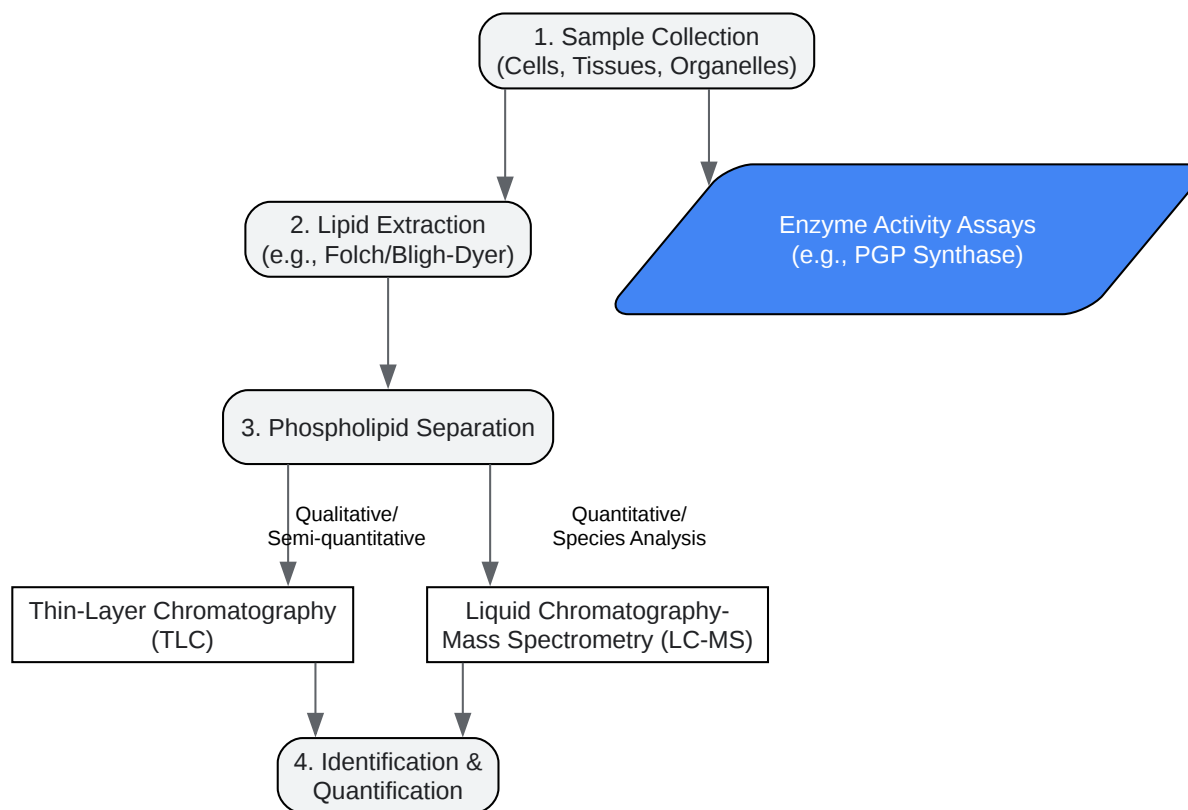 1. Sample Collection
(Cells, Tissues, Organelles)
2. Lipid Extraction
(e.g., Folch/Bligh-Dyer)
Enzyme Activity Assays
(e.g., PGP Synthase)
3. Phospholipid Separation
Qualitative/
Semi-quantitative
Quantitative/
Species Analysis
Thin-Layer Chromatography
(TLC)
Liquid Chromatography-
Mass Spectrometry (LC-MS)
4. Identification &
Quantification